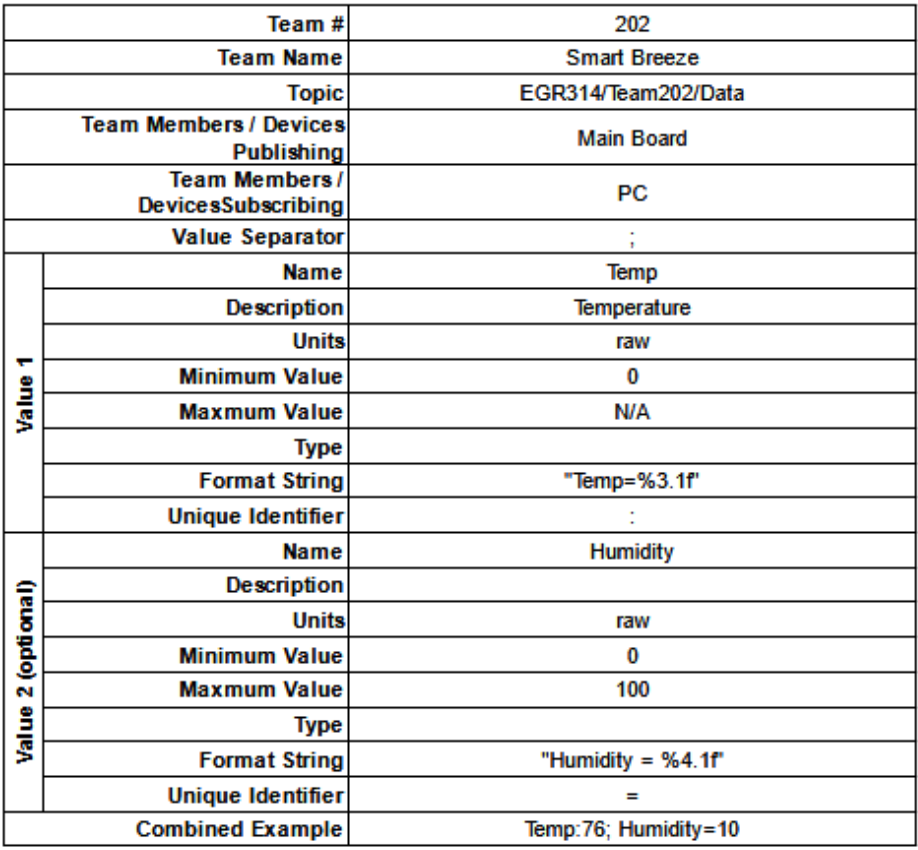 Team # 202
Team Name Smart Breeze
Topic EGR314/Team202/Data
Team Members / Devices
Publishing Main Board
Team Members /
DevicesSubscribing PC
Value Separator ;
Value 1
Name Temp
Description Temperature
Units raw
Minimum Value 0
Maxmum Value N/A
Type
Format String "Temp=%3.1f"
Unique Identifier :
Value 2 (optional)
Name Humidity
Description
Units raw
Minimum Value 0
Maxmum Value 100
Type
Format String "Humidity = %4.1f"
Unique Identifier =
Combined Example Temp:76; Humidity=10